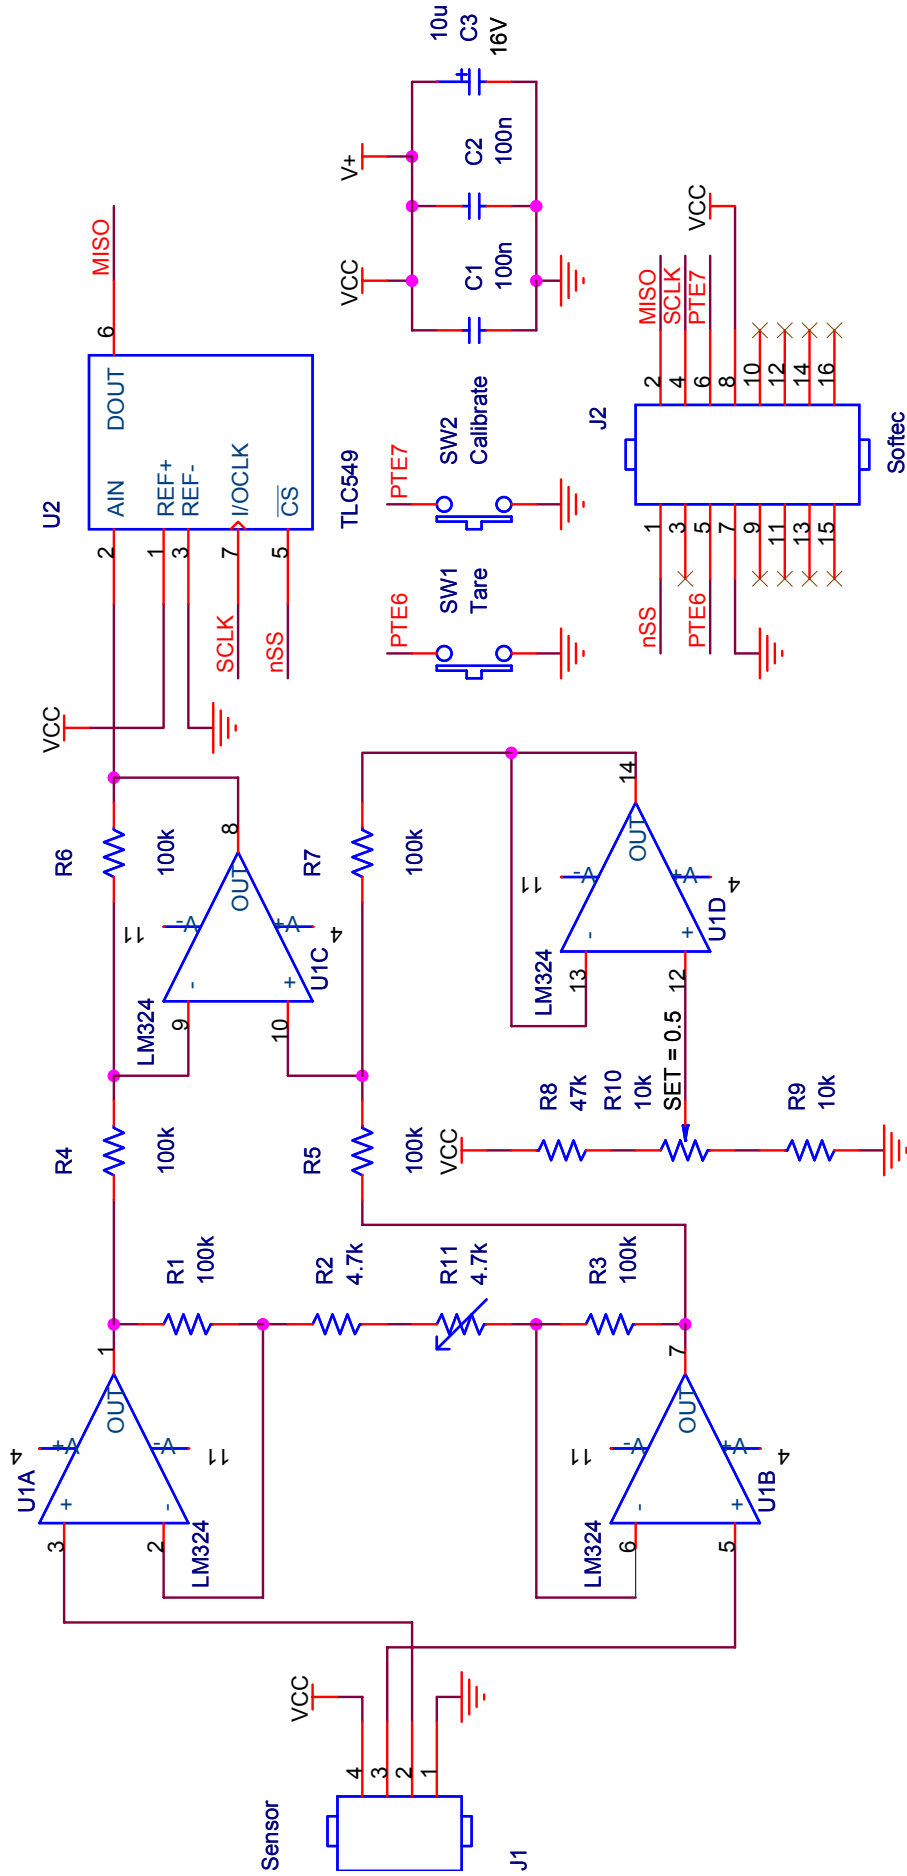 Sensor
J1
4
3
2
1
VCC
3
2
U1A
LM324
+
-
4
11
V+
V-
OUT
1
6
5
U1B
LM324
-
+
11
4
V-
V+
OUT
7
R1
100k
R2
4.7k
R11
4.7k
R3
100k
R4
100k
R5
100k
VCC
R8
47k
R10
10k
SET = 0.5
R9
10k
9
10
LM324
U1C
-
+
11
4
V-
V+
OUT
8
13
12
LM324
U1D
-
+
11
4
V-
V+
OUT
14
R6
100k
R7
100k
VCC
U2
TLC549
2
1
3
7
5
6
AIN
REF+
REF-
I/OCLK
CS
DOUT
SCLK
nSS
MISO
PTE6
SW1
Tare
PTE7
SW2
Calibrate
VCC
V+
C1
100n
C2
100n
+
10u
C3
16V
J2
Softec
nSS
PTE6
1
3
5
7
9
11
13
15
2
4
6
8
10
12
14
16
MISO
SCLK
PTE7
VCC